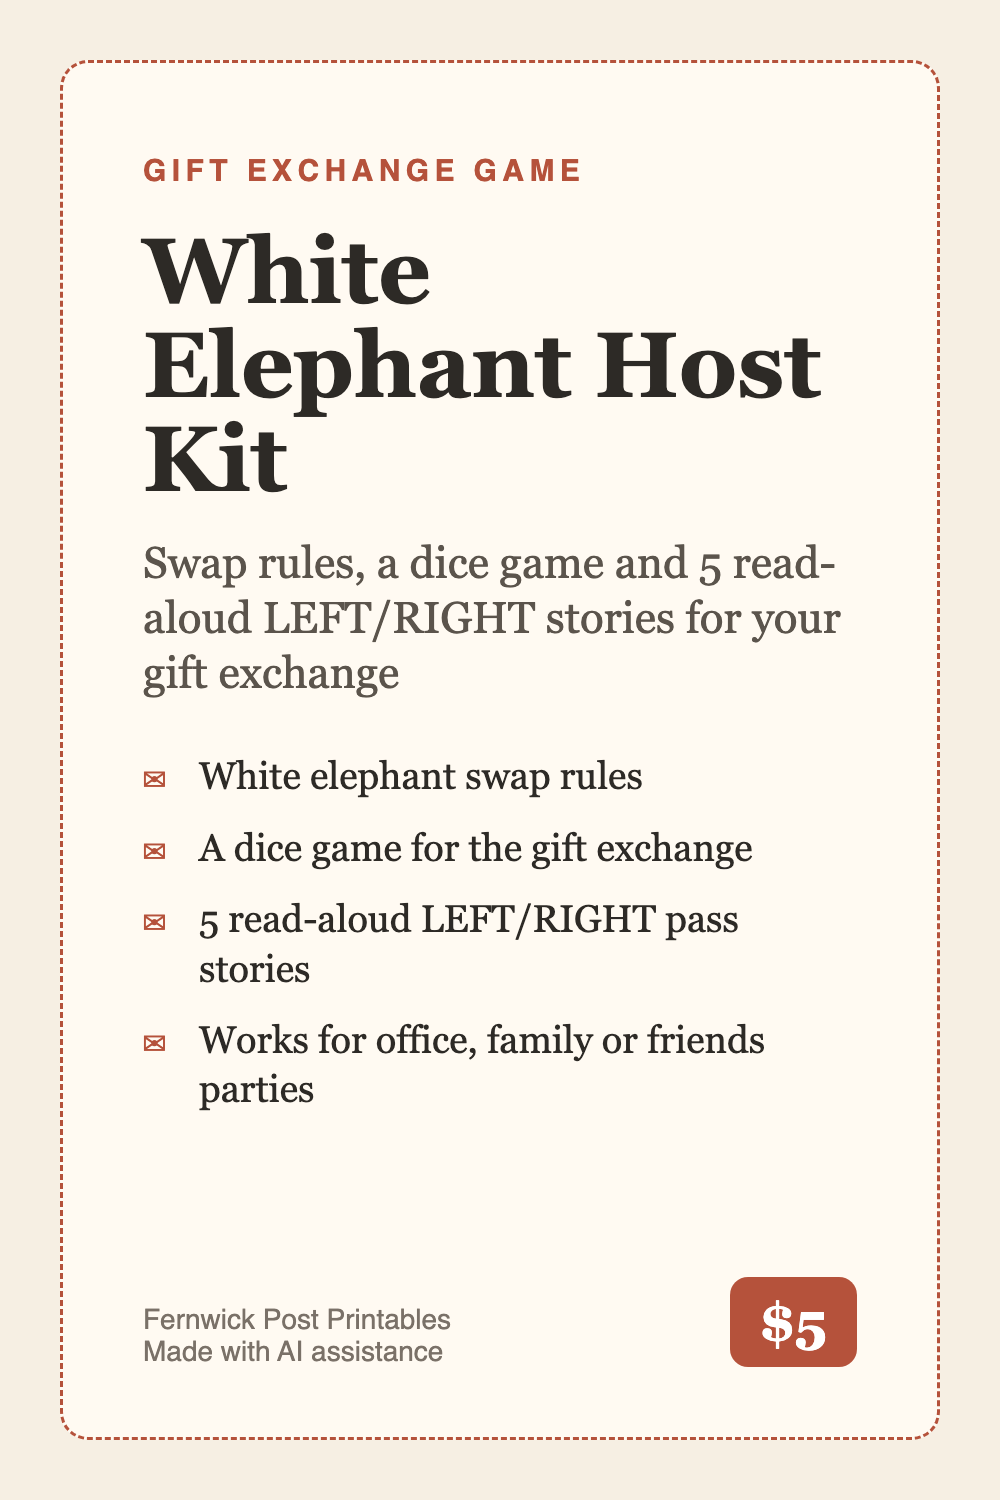 GIFT EXCHANGE GAME
White
Elephant Host
Kit
Swap rules, a dice game and 5 read-
aloud LEFT/RIGHT stories for your
gift exchange
White elephant swap rules
A dice game for the gift exchange
5 read-aloud LEFT/RIGHT pass
stories
Works for office, family or friends
parties
Fernwick Post Printables
Made with AI assistance
$5